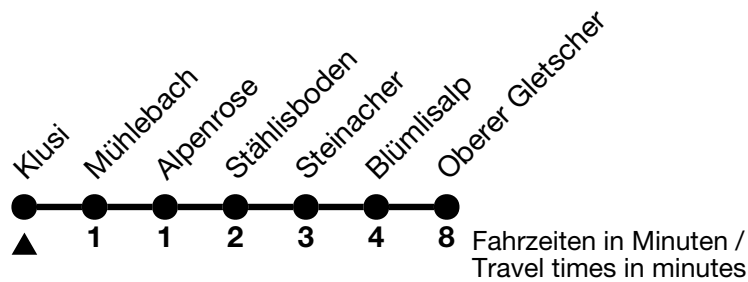 Klusi
Mühlebach
Alpenrose
Stählisboden
Steinacher
Blümlisalp
Oberer Gletscher
1 1 2 3 4 8
Fahrzeiten in Minuten /
Travel times in minutes